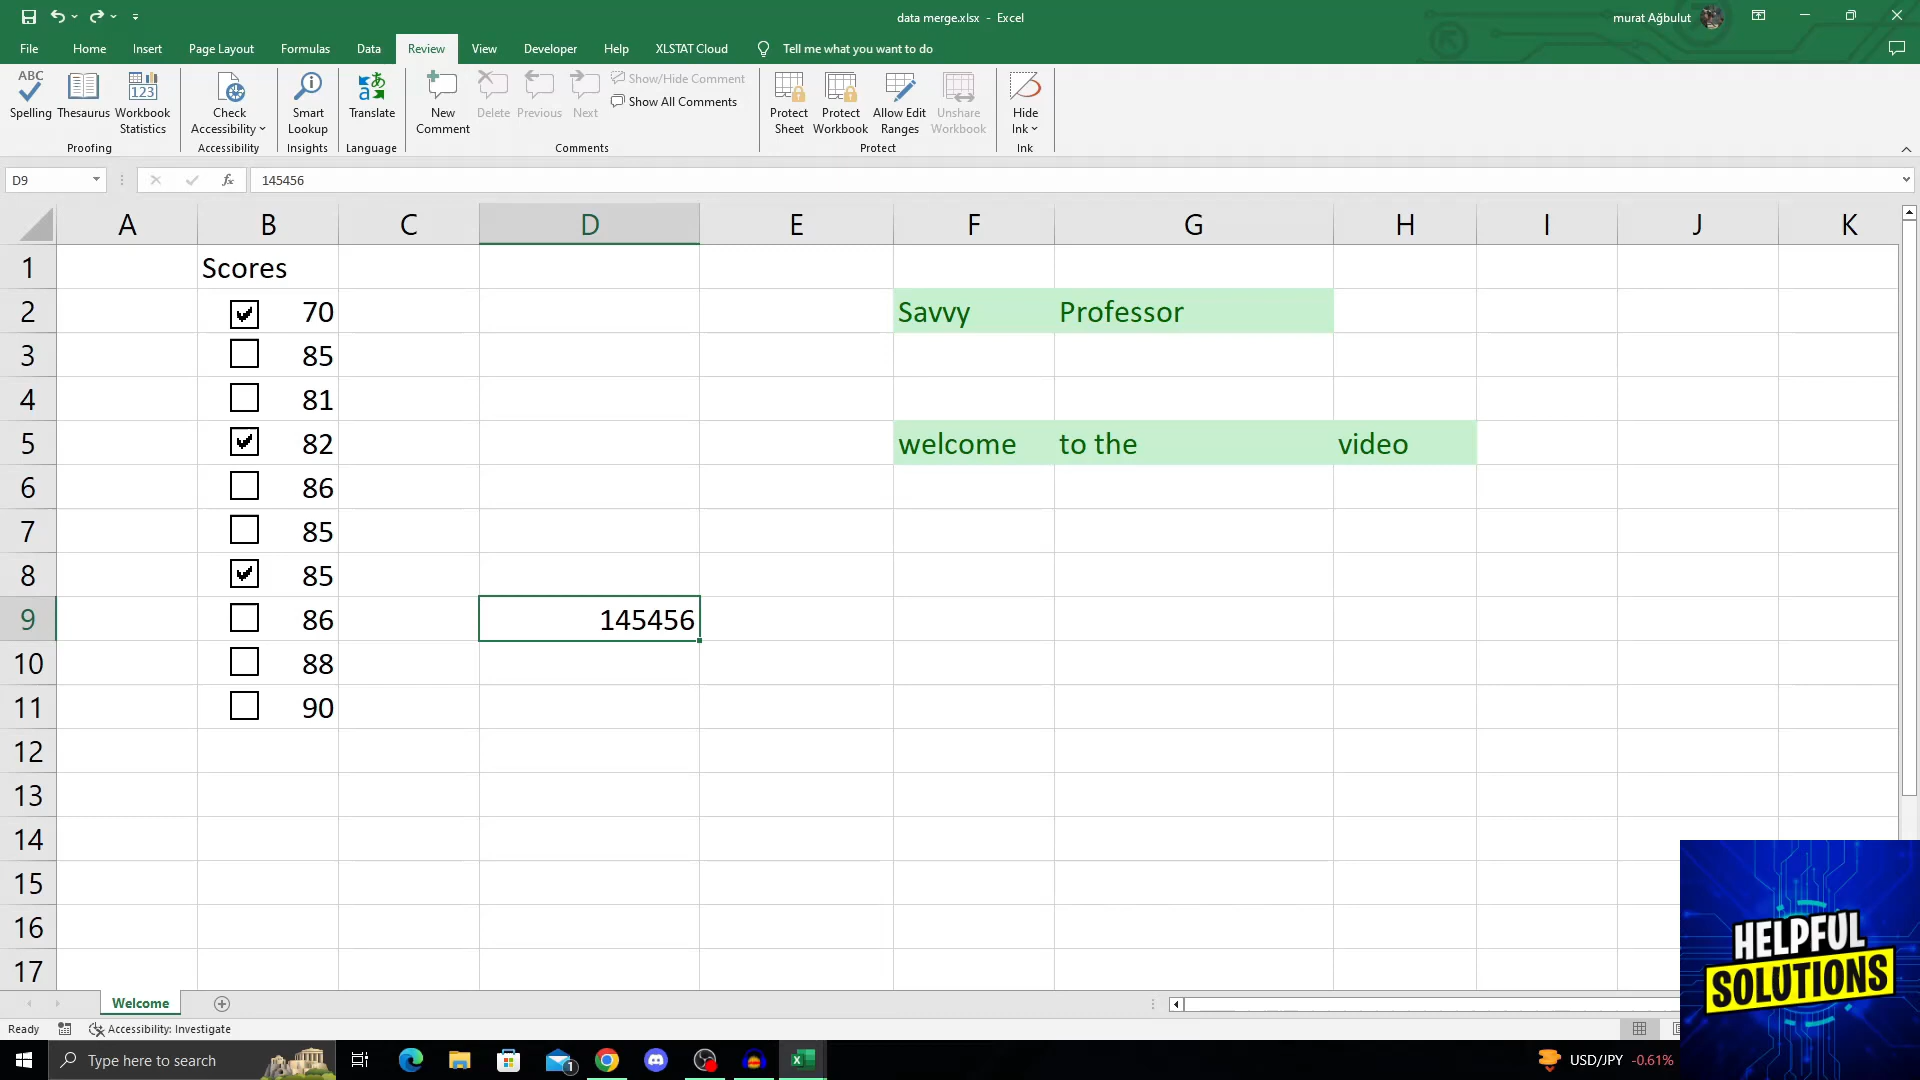 data merge.xlsx - Excel
murat Ağbulut
File Home Insert Page Layout Formulas Data Review View Developer Help XLSTAT Cloud Tell me what you want to do
ABC
Spelling
Thesaurus
123
Workbook
Statistics
Proofing
Check
Accessibility
Accessibility
Smart
Lookup
Insights
Translate
Language
New
Comment
Delete
Previous
Next
Show/Hide Comment
Show All Comments
Comments
Protect
Sheet
Protect
Workbook
Allow Edit
Ranges
Unshare
Workbook
Protect
Hide
Ink
Ink
D9 fx 145456
A B C D E F G H I J K
1 Scores
2 70 Savvy Professor
3 85
4 81
5 82 welcome to the video
6 86
7 85
8 85
9 86 145456
10 88
11 90
12
13
14
15
16
17
Welcome
Ready Accessibility: Investigate
HELPFUL
SOLUTIONS
Type here to search
1
USD/JPY -0.61%